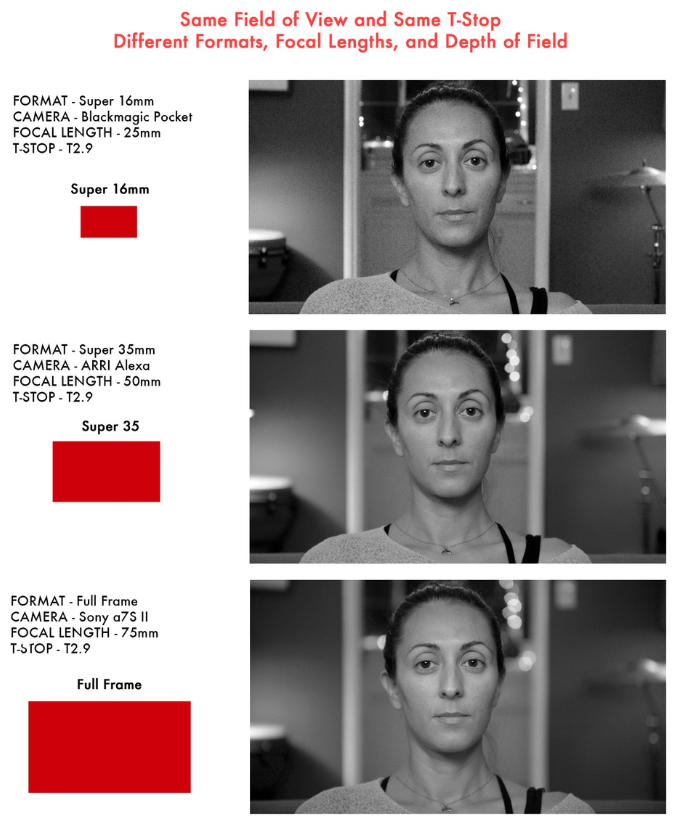 Same Field of View and Same T-Stop
Different Formats, Focal Lengths, and Depth of Field
FORMAT - Super 16mm
CAMERA - Blackmagic Pocket
FOCAL LENGTH - 25mm
T-STOP - T2.9
Super 16mm
FORMAT - Super 35mm
CAMERA - ARRI Alexa
FOCAL LENGTH - 50mm
T-STOP - T2.9
Super 35
FORMAT - Full Frame
CAMERA - Sony a7S II
FOCAL LENGTH - 75mm
T-STOP - T2.9
Full Frame